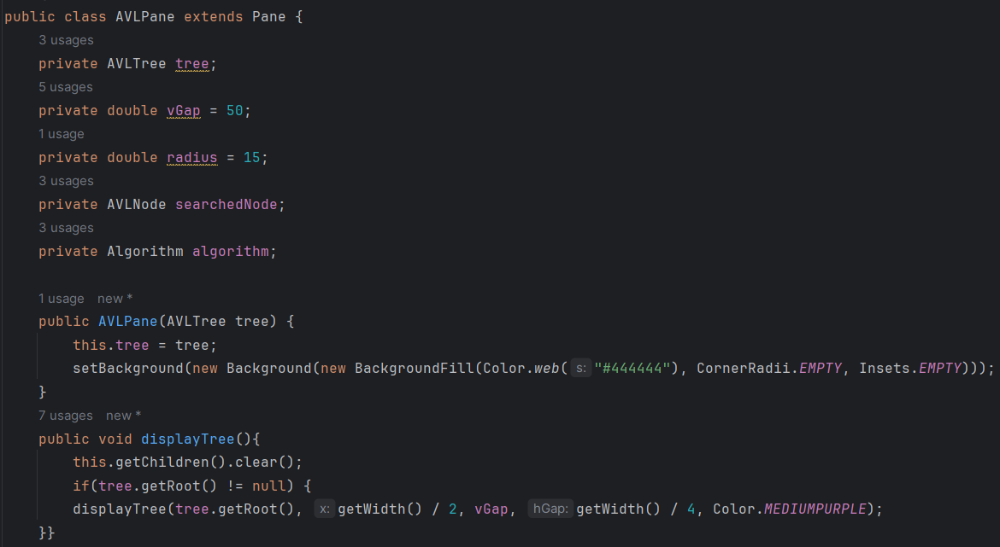 public class AVLPane extends Pane {
3 usages
private AVLTree tree;
5 usages
private double vGap = 50;
1 usage
private double radius = 15;
3 usages
private AVLNode searchedNode;
3 usages
private Algorithm algorithm;
1 usage new *
public AVLPane(AVLTree tree) {
this.tree = tree;
setBackground(new Background(new BackgroundFill(Color.web( s: "#444444"), CornerRadii.EMPTY, Insets.EMPTY)));
}
7 usages new *
public void displayTree(){
this.getChildren().clear();
if(tree.getRoot() != null) {
displayTree(tree.getRoot(), x: getWidth() / 2, vGap, hGap: getWidth() / 4, Color.MEDIUMPURPLE);
}}